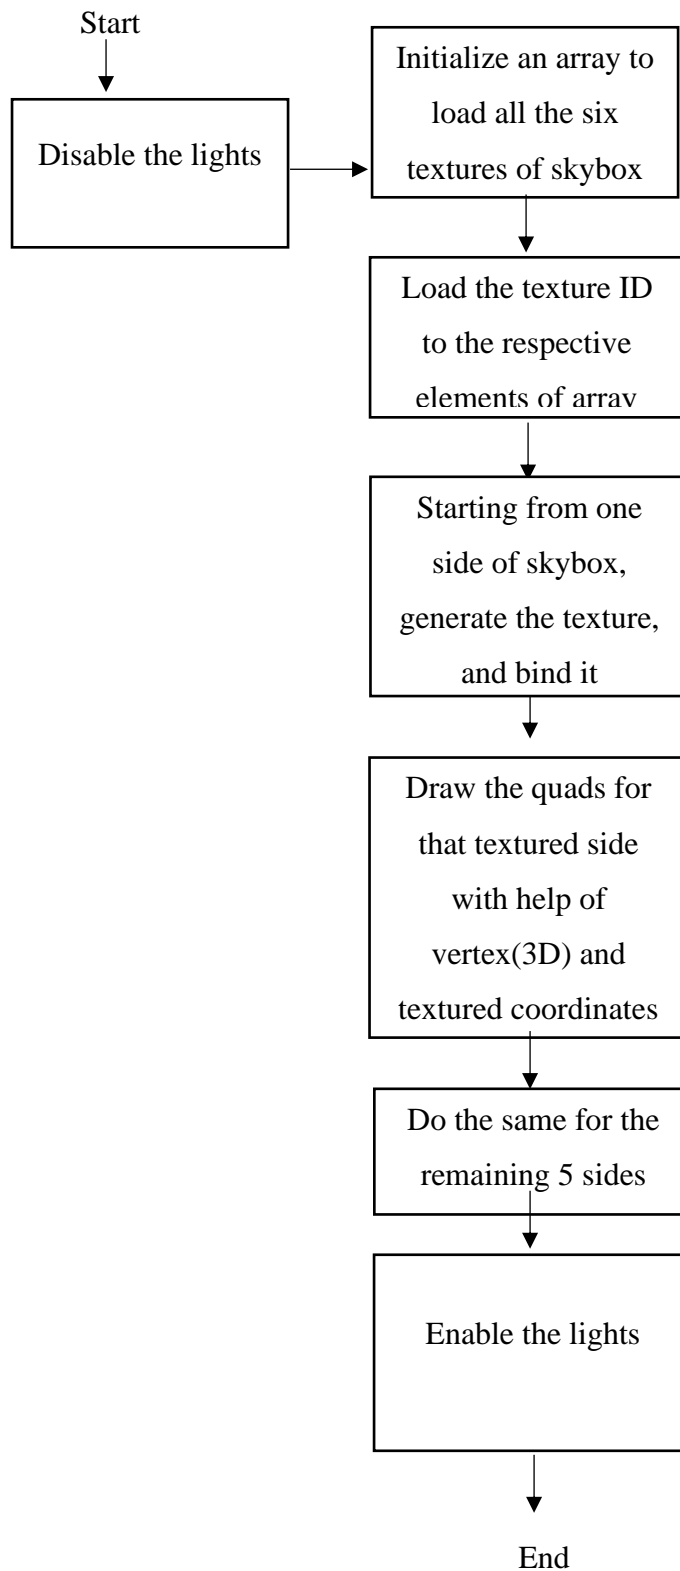 Start
Disable the lights
Initialize an array to
load all the six
textures of skybox
Load the texture ID
to the respective
elements of array
Starting from one
side of skybox,
generate the texture,
and bind it
Draw the quads for
that textured side
with help of
vertex(3D) and
textured coordinates
Do the same for the
remaining 5 sides
Enable the lights
End